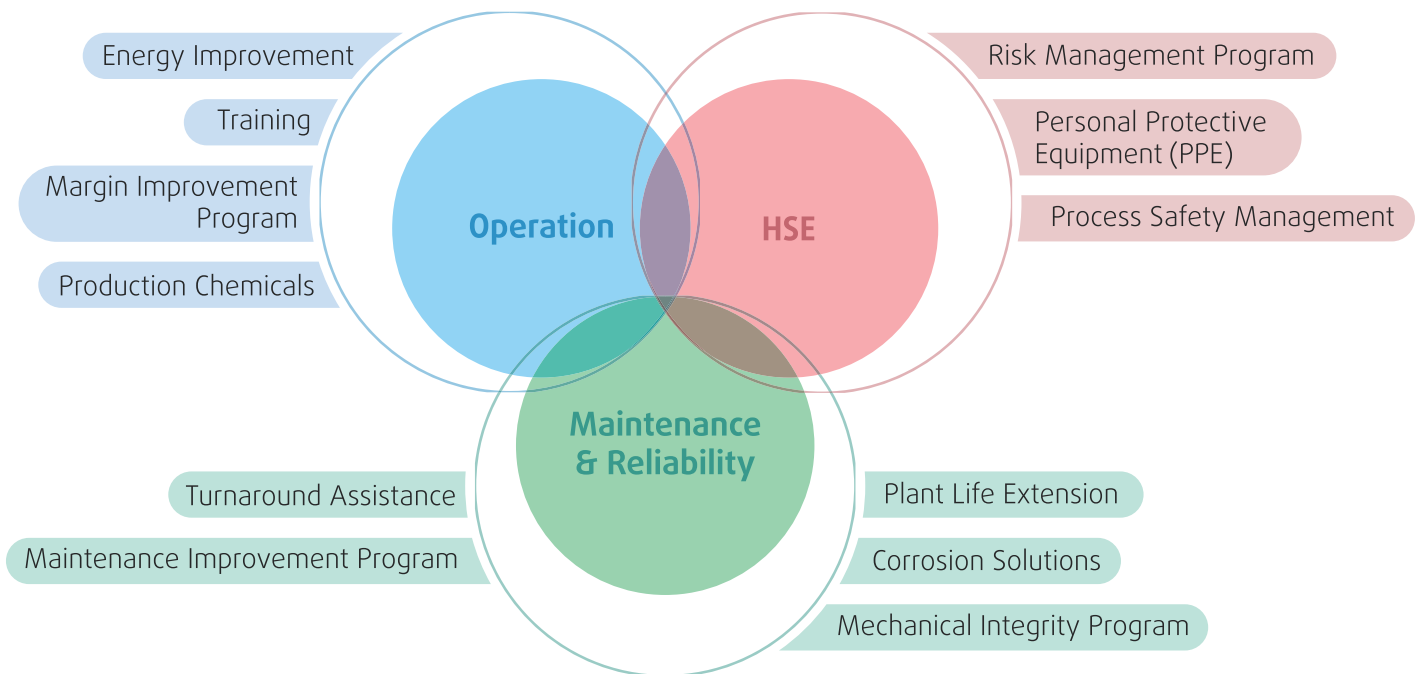 Energy Improvement
Training
Margin Improvement
Program
Production Chemicals
Operation
HSE
Risk Management Program
Personal Protective
Equipment (PPE)
Process Safety Management
Maintenance
& Reliability
Turnaround Assistance
Maintenance Improvement Program
Plant Life Extension
Corrosion Solutions
Mechanical Integrity Program